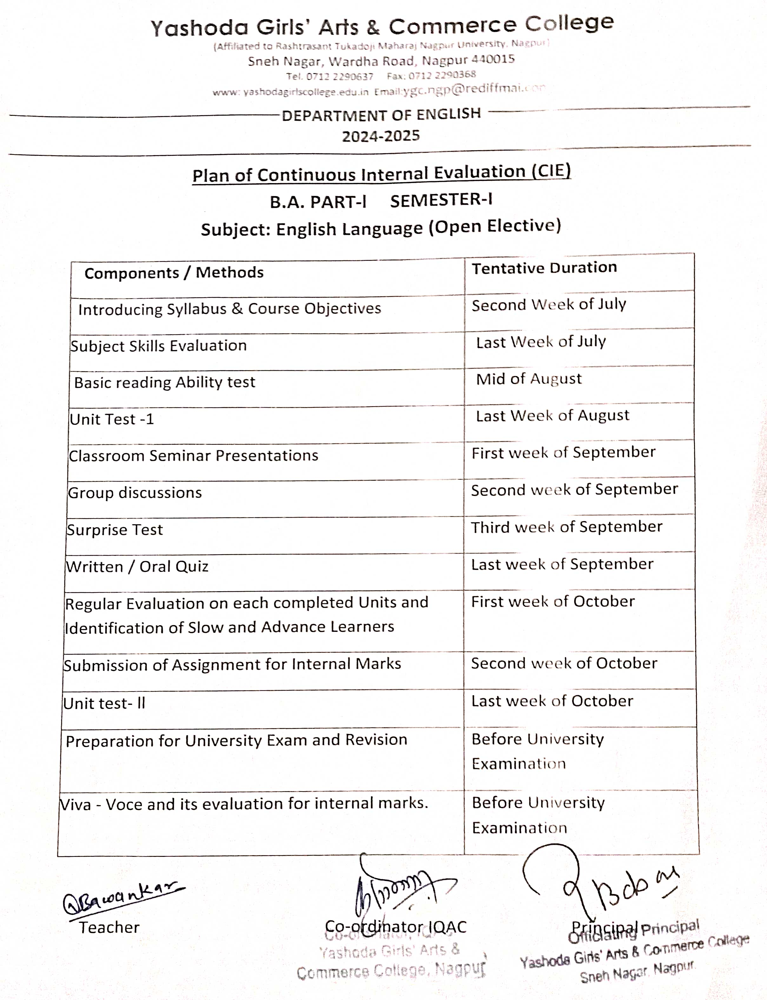 Yashoda Girls' Arts & Commerce College
(Affiliated to Rashtrasant Tukadoji Maharaj Nagpur University, Nagpur)
Sneh Nagar, Wardha Road, Nagpur 440015
Tel. 0712 2290637 Fax: 0712 2290368
www: yashodagirlscollege.edu.in Email:ygc.ngp@rediffmai.com
DEPARTMENT OF ENGLISH
2024-2025
Plan of Continuous Internal Evaluation (CIE)
B.A. PART-I SEMESTER-I
Subject: English Language (Open Elective)
Components / Methods Tentative Duration
Introducing Syllabus & Course Objectives Second Week of July
Subject Skills Evaluation Last Week of July
Basic reading Ability test Mid of August
Unit Test -1 Last Week of August
Classroom Seminar Presentations First week of September
Group discussions Second week of September
Surprise Test Third week of September
Written / Oral Quiz Last week of September
Regular Evaluation on each completed Units and First week of October
Identification of Slow and Advance Learners
Submission of Assignment for Internal Marks Second week of October
Unit test- II Last week of October
Preparation for University Exam and Revision Before University
Examination
Viva - Voce and its evaluation for internal marks. Before University
Examination
Bawankar
Teacher Co-ordinator IQAC Principal
Co-ordinator, IQAC
Yashoda Girls' Arts &
Commerce College, Nagpur
Officiating Principal
Yashoda Girls' Arts & Commerce College
Sneh Nagar, Nagpur.